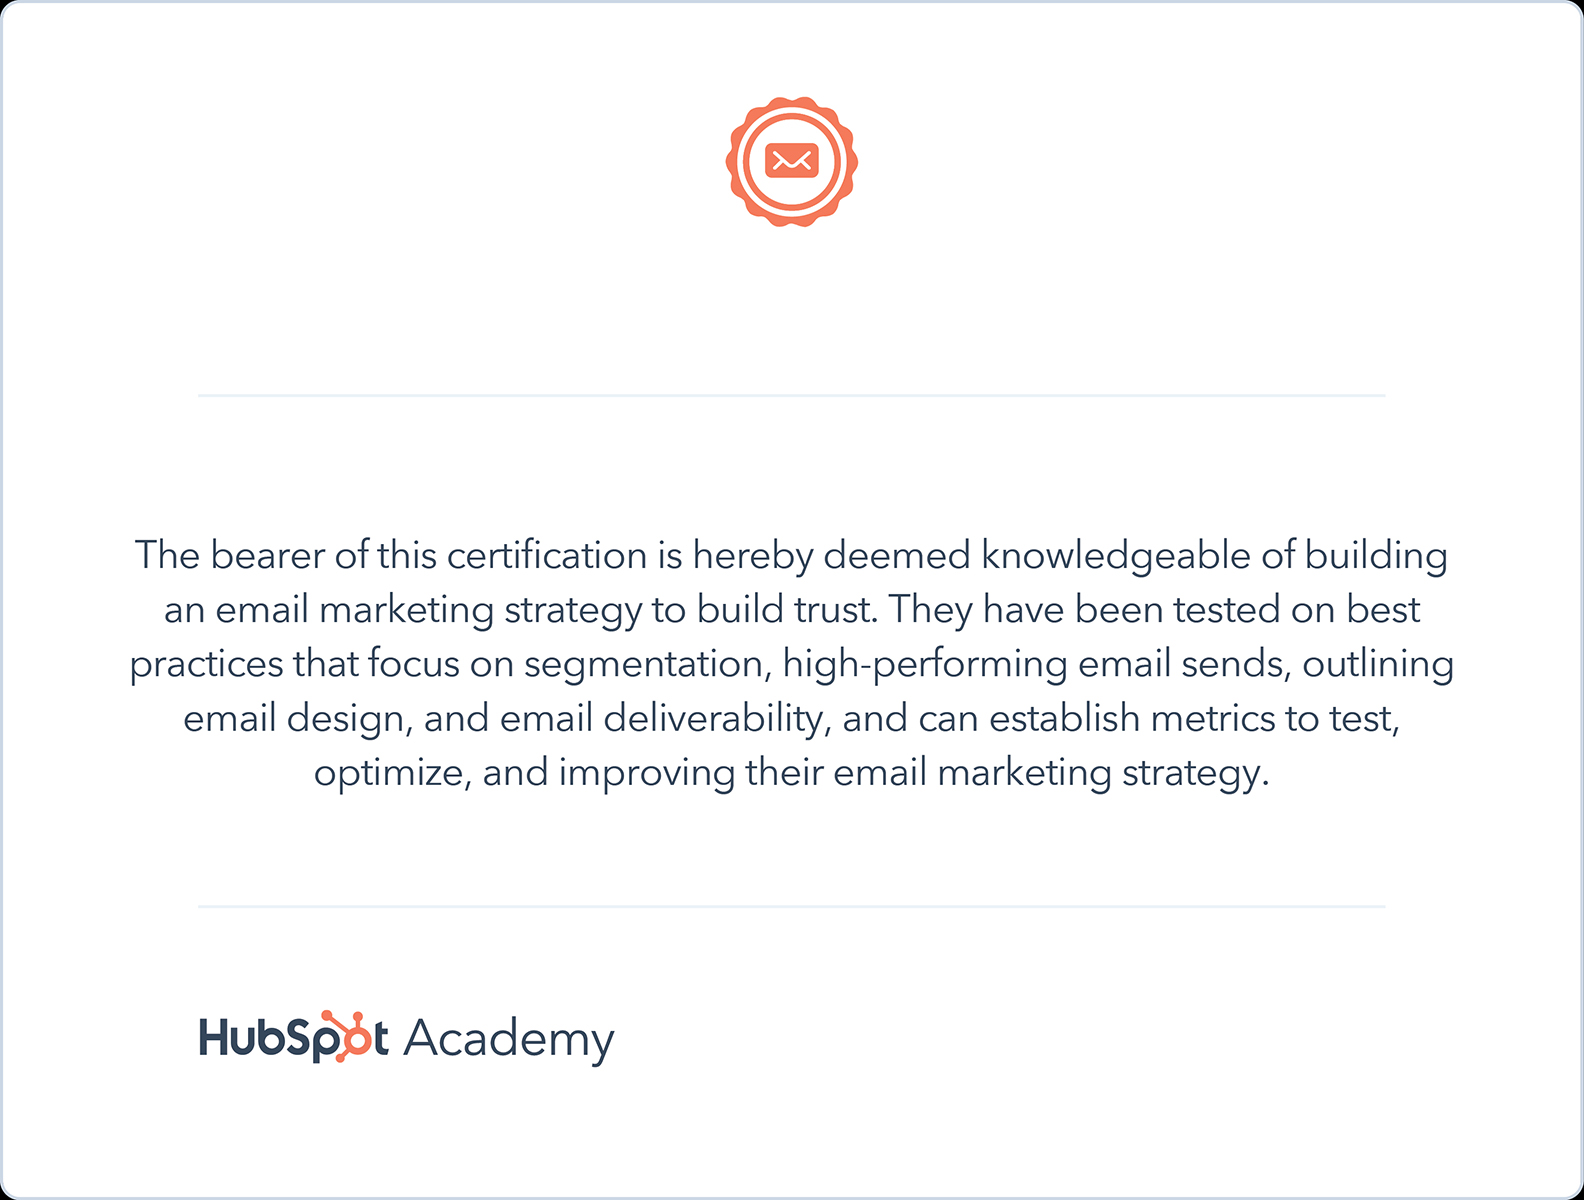 The bearer of this certification is hereby deemed knowledgeable of building
an email marketing strategy to build trust. They have been tested on best
practices that focus on segmentation, high-performing email sends, outlining
email design, and email deliverability, and can establish metrics to test,
optimize, and improving their email marketing strategy.
HubSpot Academy